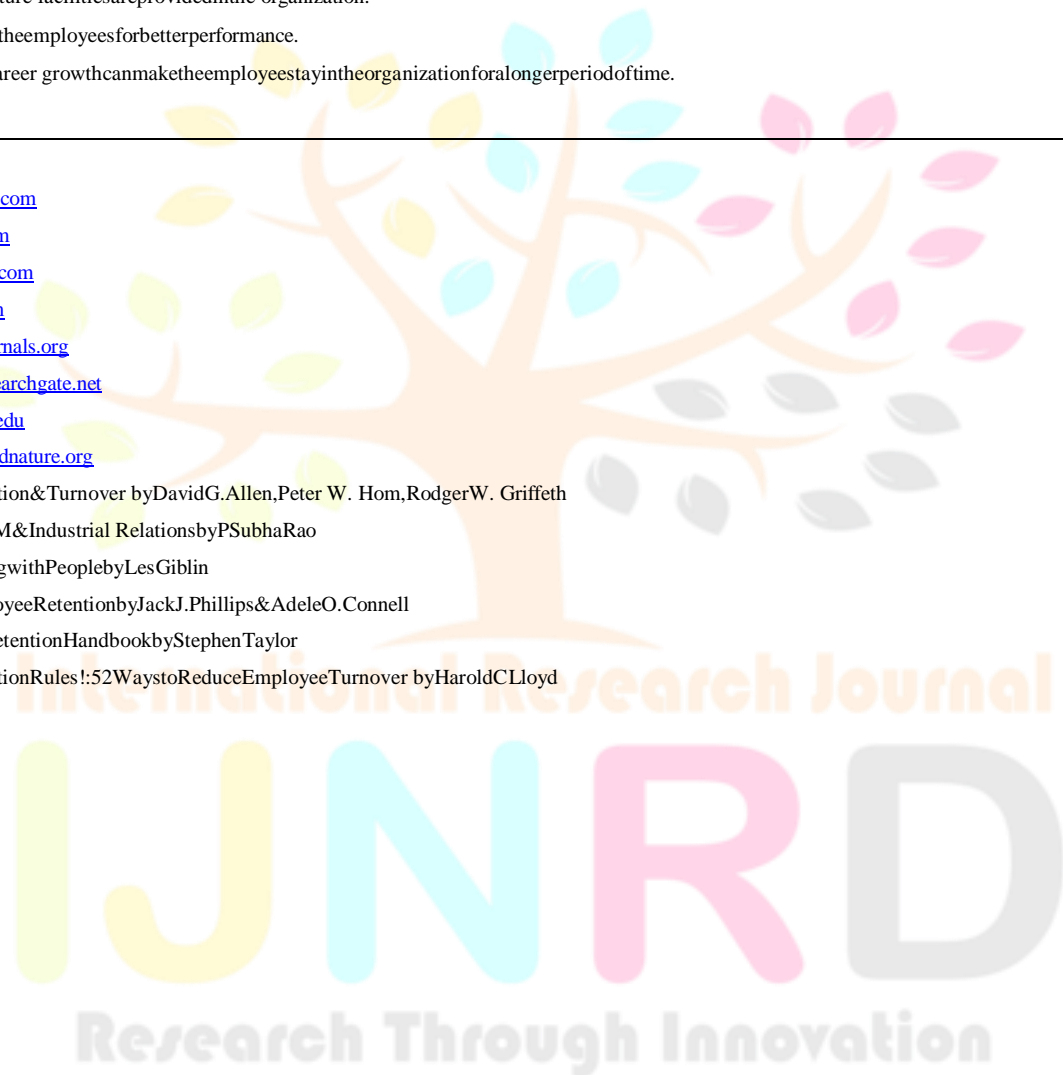 ture facilitiesareprovidedinthe organization.
theemployeesforbetterperformance.
areer growthcanmaketheemployeestayintheorganizationforalongerperiodoftime.
com
m
com
n
rnals.org
earchgate.net
edu
dnature.org
tion&Turnover byDavidG.Allen,Peter W. Hom,RodgerW. Griffeth
M&Industrial RelationsbyPSubhaRao
gwithPeoplebyLesGiblin
oyeeRetentionbyJackJ.Phillips&AdeleO.Connell
etentionHandbookbyStephenTaylor
tionRules!:52WaystoReduceEmployeeTurnover byHaroldCLloyd
International Research Journal
IJNRD
Research Through Innovation